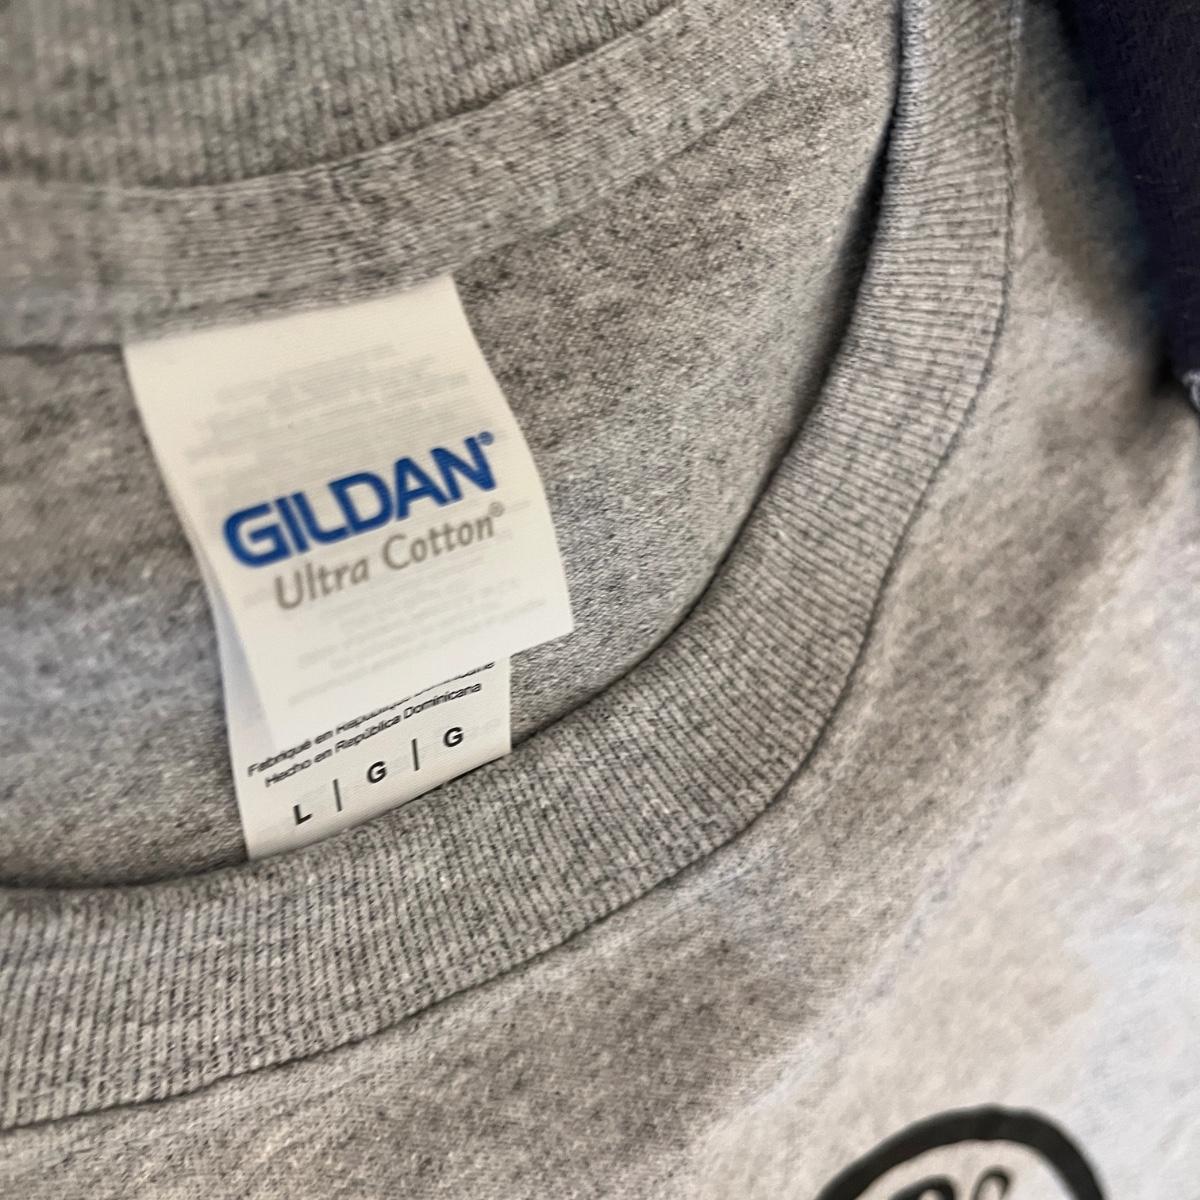 GILDAN®
Ultra Cotton®
Fabriqué en République Dominicaine
Hecho en República Dominicana
L | G | G